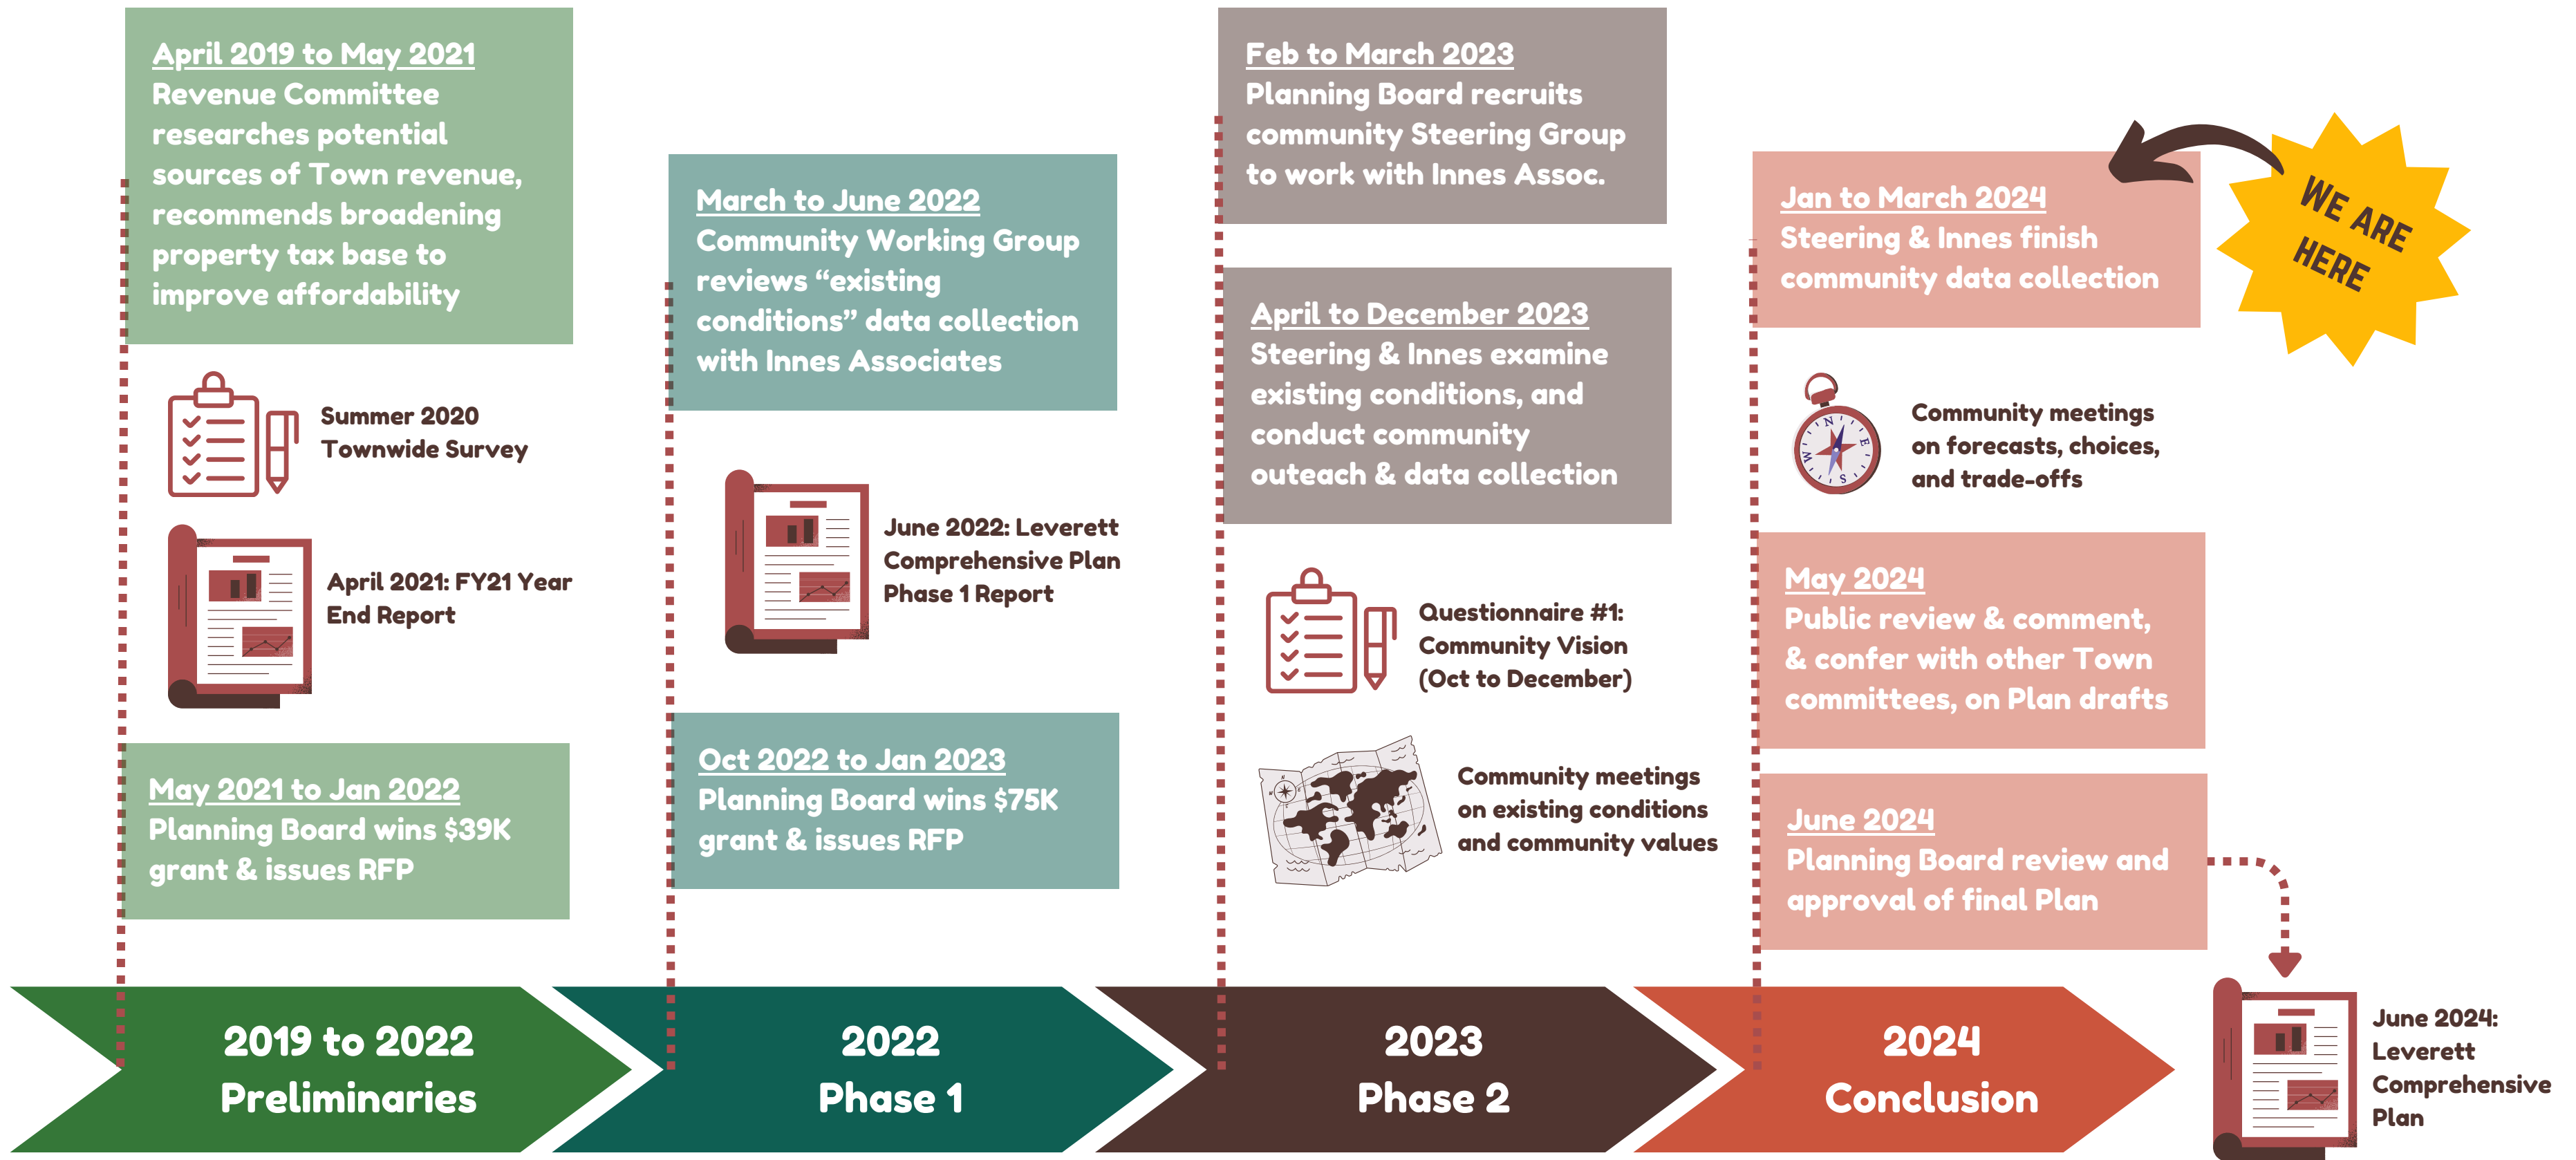 April 2019 to May 2021
Revenue Committee
researches potential
sources of Town revenue,
recommends broadening
property tax base to
improve affordability
Summer 2020
Townwide Survey
April 2021: FY21 Year
End Report
May 2021 to Jan 2022
Planning Board wins $39K
grant & issues RFP
March to June 2022
Community Working Group
reviews “existing
conditions” data collection
with Innes Associates
June 2022: Leverett
Comprehensive Plan
Phase 1 Report
Oct 2022 to Jan 2023
Planning Board wins $75K
grant & issues RFP
Feb to March 2023
Planning Board recruits
community Steering Group
to work with Innes Assoc.
April to December 2023
Steering & Innes examine
existing conditions, and
conduct community
outeach & data collection
Questionnaire #1:
Community Vision
(Oct to December)
Community meetings
on existing conditions
and community values
Jan to March 2024
Steering & Innes finish
community data collection
WE ARE
HERE
N
E
S
W
Community meetings
on forecasts, choices,
and trade-offs
May 2024
Public review & comment,
& confer with other Town
committees, on Plan drafts
June 2024
Planning Board review and
approval of final Plan
2019 to 2022
Preliminaries
2022
Phase 1
2023
Phase 2
2024
Conclusion
June 2024:
Leverett
Comprehensive
Plan